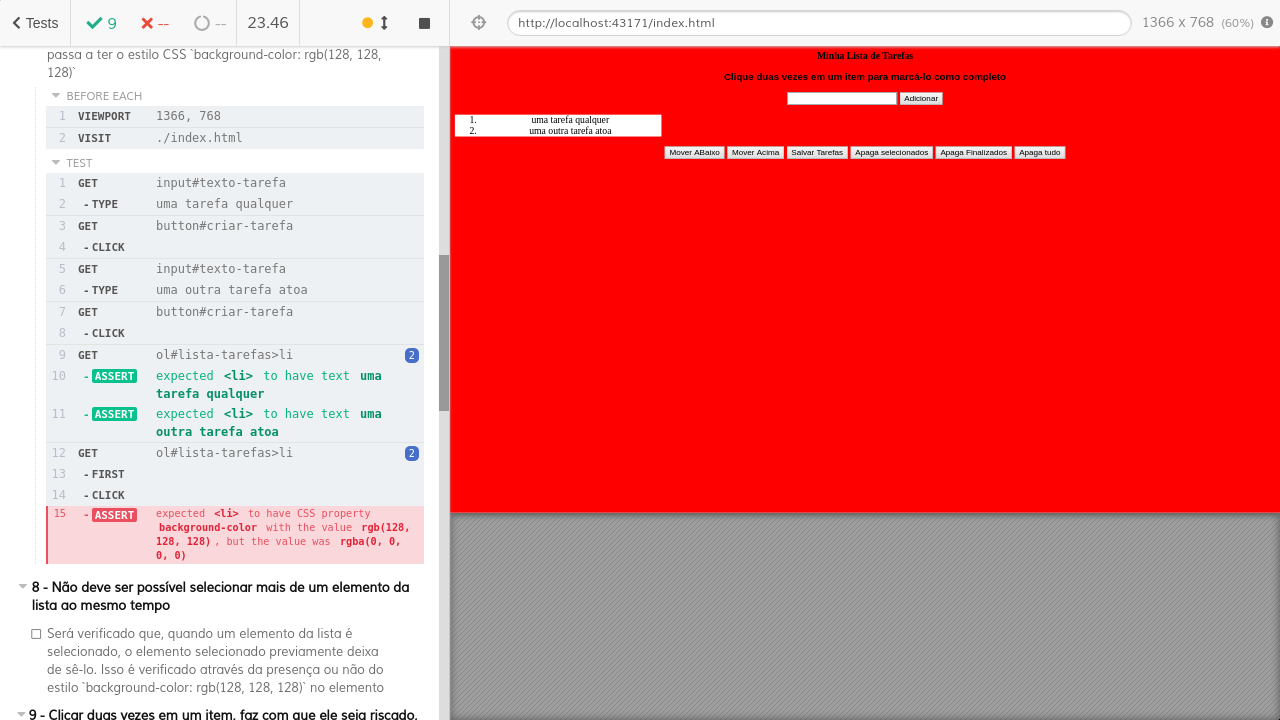 Tests 9 -- -- 23.46
http://localhost:43171/index.html 1366 x 768 (60%)
passa a ter o estilo CSS `background-color: rgb(128, 128,
128)`
BEFORE EACH
1 VIEWPORT 1366, 768
2 VISIT ./index.html
TEST
1 GET input#texto-tarefa
2 - TYPE uma tarefa qualquer
3 GET button#criar-tarefa
4 - CLICK
5 GET input#texto-tarefa
6 - TYPE uma outra tarefa atoa
7 GET button#criar-tarefa
8 - CLICK
9 GET ol#lista-tarefas>li 2
10 - ASSERT expected <li> to have text uma
tarefa qualquer
11 - ASSERT expected <li> to have text uma
outra tarefa atoa
12 GET ol#lista-tarefas>li 2
13 - FIRST
14 - CLICK
15 - ASSERT expected <li> to have CSS property
background-color with the value rgb(128,
128, 128) , but the value was rgba(0, 0,
0, 0)
8 - Não deve ser possível selecionar mais de um elemento da
lista ao mesmo tempo
Será verificado que, quando um elemento da lista é
selecionado, o elemento selecionado previamente deixa
de sê-lo. Isso é verificado através da presença ou não do
estilo `background-color: rgb(128, 128, 128)` no elemento
9 - Clicar duas vezes em um item, faz com que ele seja riscado,
Minha Lista de Tarefas
Clique duas vezes em um item para marcá-lo como completo
Adicionar
1. uma tarefa qualquer
2. uma outra tarefa atoa
Mover ABaixo Mover Acima Salvar Tarefas Apaga selecionados Apaga Finalizados Apaga tudo